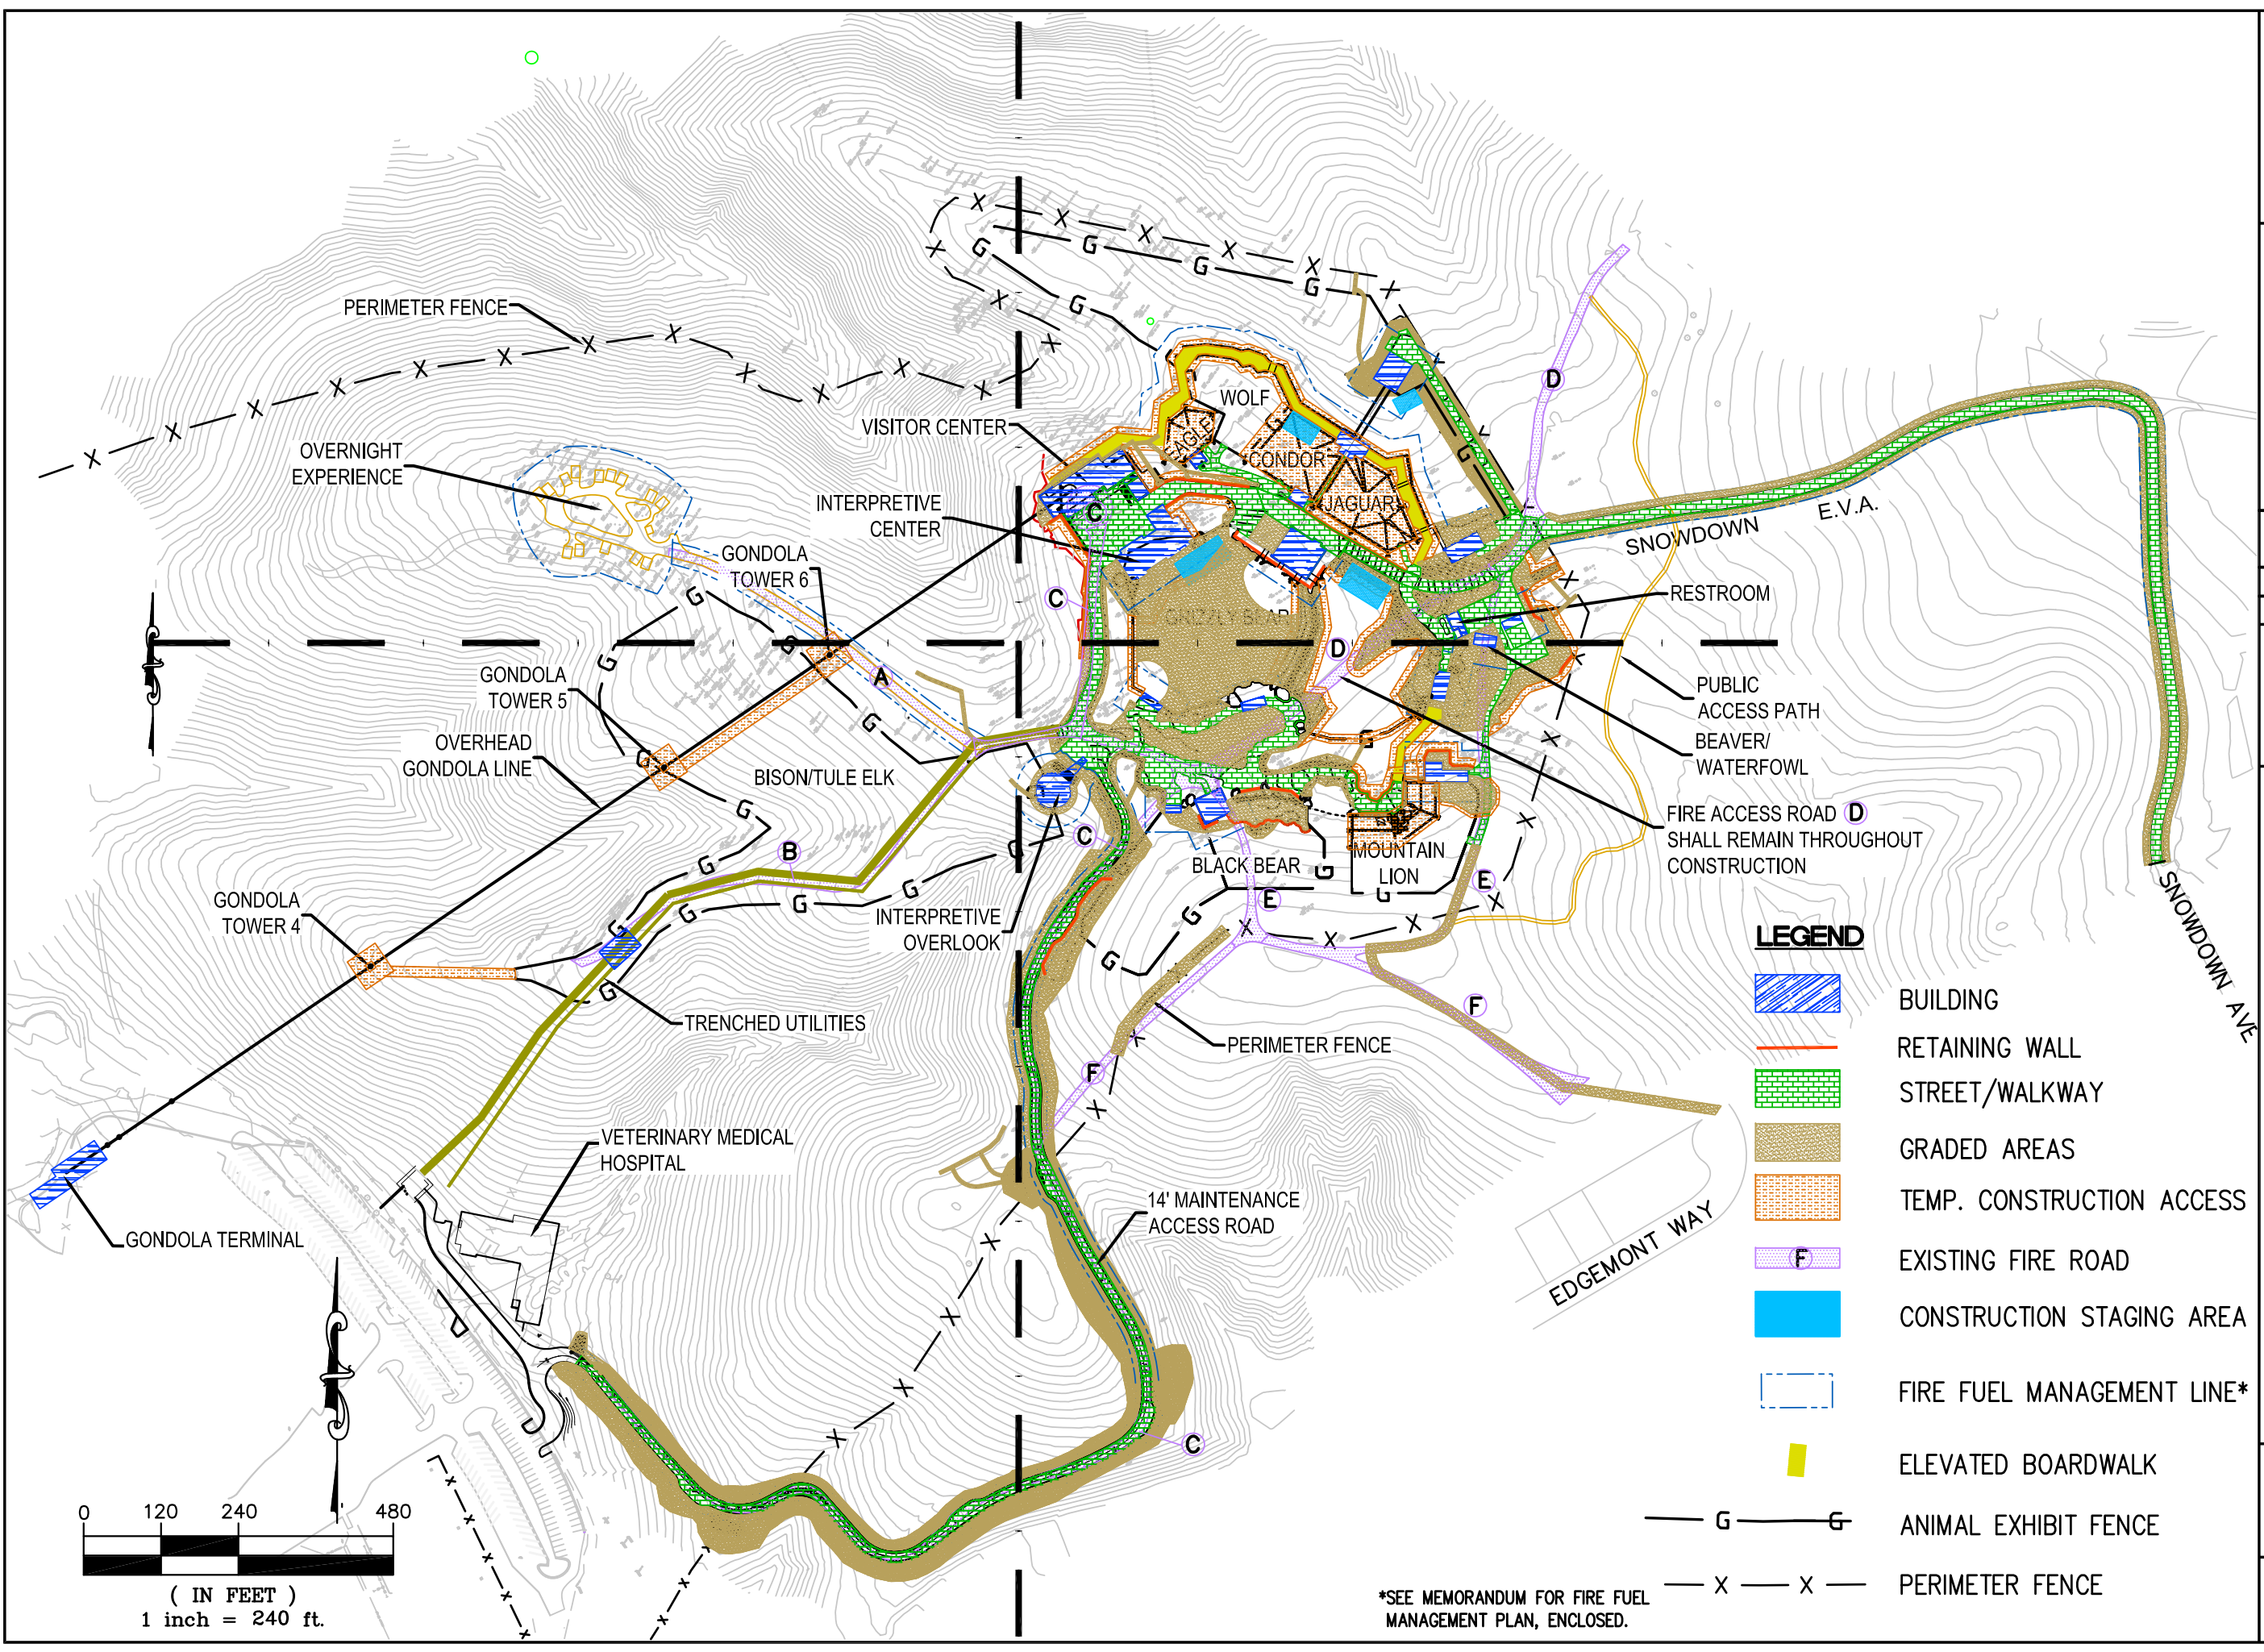 PERIMETER FENCE
OVERNIGHT
EXPERIENCE
VISITOR CENTER
INTERPRETIVE
CENTER
WOLF
EAGLE
CONDOR
JAGUAR
GRIZZLY BEAR
GONDOLA
TOWER 6
GONDOLA
TOWER 5
OVERHEAD
GONDOLA LINE
BISON/TULE ELK
GONDOLA
TOWER 4
TRENCHED UTILITIES
INTERPRETIVE
OVERLOOK
BLACK BEAR
MOUNTAIN
LION
PERIMETER FENCE
SNOWDOWN E.V.A.
RESTROOM
PUBLIC
ACCESS PATH
BEAVER/
WATERFOWL
FIRE ACCESS ROAD D
SHALL REMAIN THROUGHOUT
CONSTRUCTION
SNOWDOWN AVE
VETERINARY MEDICAL
HOSPITAL
GONDOLA TERMINAL
14' MAINTENANCE
ACCESS ROAD
EDGEMONT WAY
A
B
C
C
C
C
D
D
E
E
F
F
LEGEND
BUILDING
RETAINING WALL
STREET/WALKWAY
GRADED AREAS
TEMP. CONSTRUCTION ACCESS
F EXISTING FIRE ROAD
CONSTRUCTION STAGING AREA
FIRE FUEL MANAGEMENT LINE*
ELEVATED BOARDWALK
G G ANIMAL EXHIBIT FENCE
X X PERIMETER FENCE
*SEE MEMORANDUM FOR FIRE FUEL
MANAGEMENT PLAN, ENCLOSED.
0 120 240 480
( IN FEET )
1 inch = 240 ft.